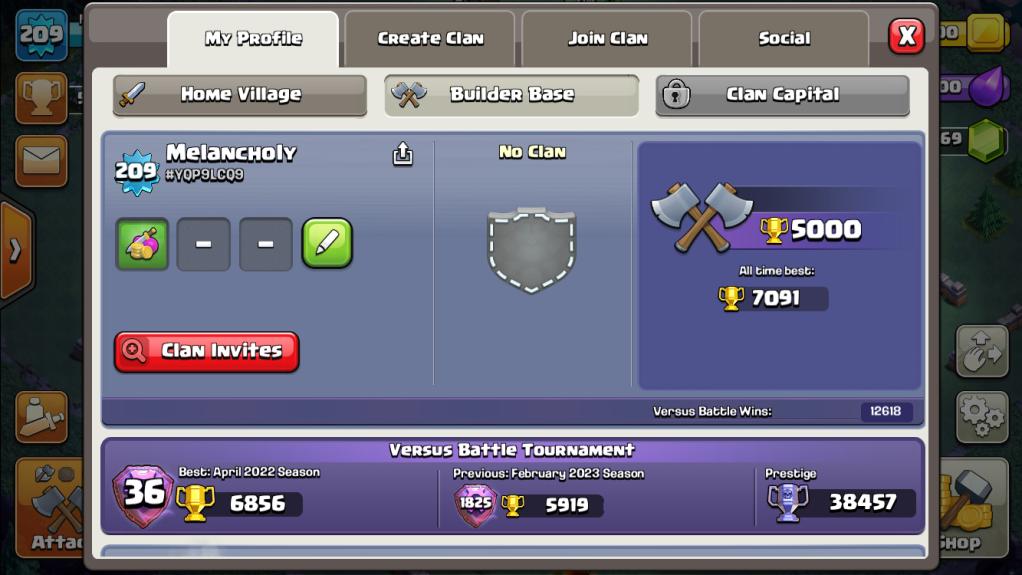 209
My Profile
Create Clan
Join Clan
Social
X
Home Village
Builder Base
Clan Capital
209
Melancholy
#YQP9LCQ9
No Clan
5000
All time best:
7091
Clan Invites
Versus Battle Wins:
12618
Versus Battle Tournament
36
Best: April 2022 Season
6856
Previous: February 2023 Season
1825
5919
Prestige
38457
Attac
Shop
00
00
69